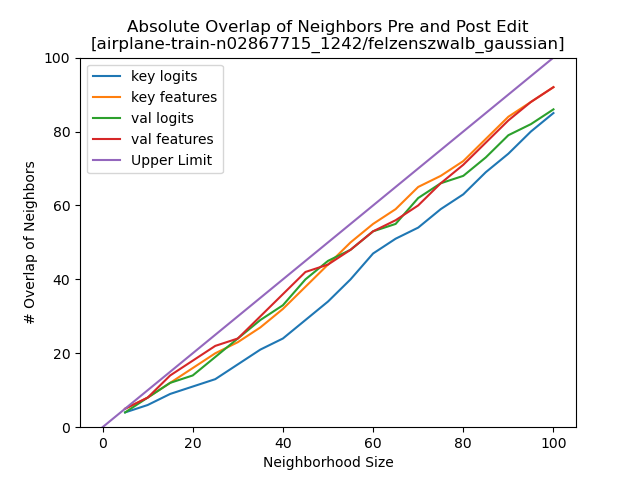 Absolute Overlap of Neighbors Pre and Post Edit
[airplane-train-n02867715_1242/felzenszwalb_gaussian]
100
80
60
40
20
0
# Overlap of Neighbors
key logits
key features
val logits
val features
Upper Limit
0 20 40 60 80 100
Neighborhood Size